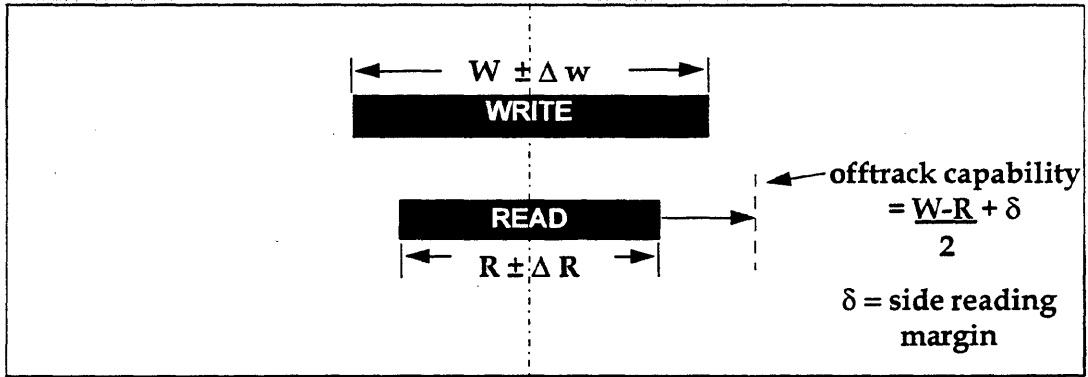 W ± Δ w
WRITE
READ
R ± Δ R
offtrack capability
= W-R + δ
2
δ = side reading
margin